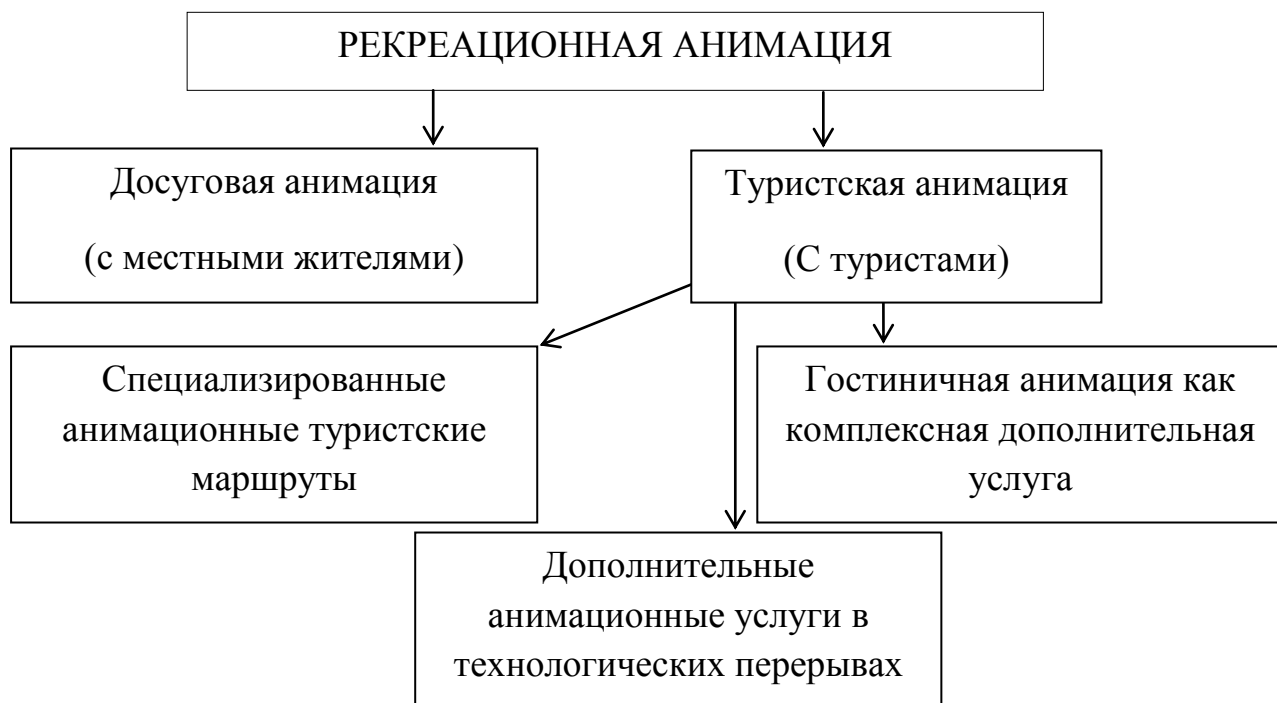 РЕКРЕАЦИОННАЯ АНИМАЦИЯ
Досуговая анимация
(с местными жителями)
Туристская анимация
(С туристами)
Специализированные
анимационные туристские
маршруты
Гостиничная анимация как
комплексная дополнительная
услуга
Дополнительные
анимационные услуги в
технологических перерывах